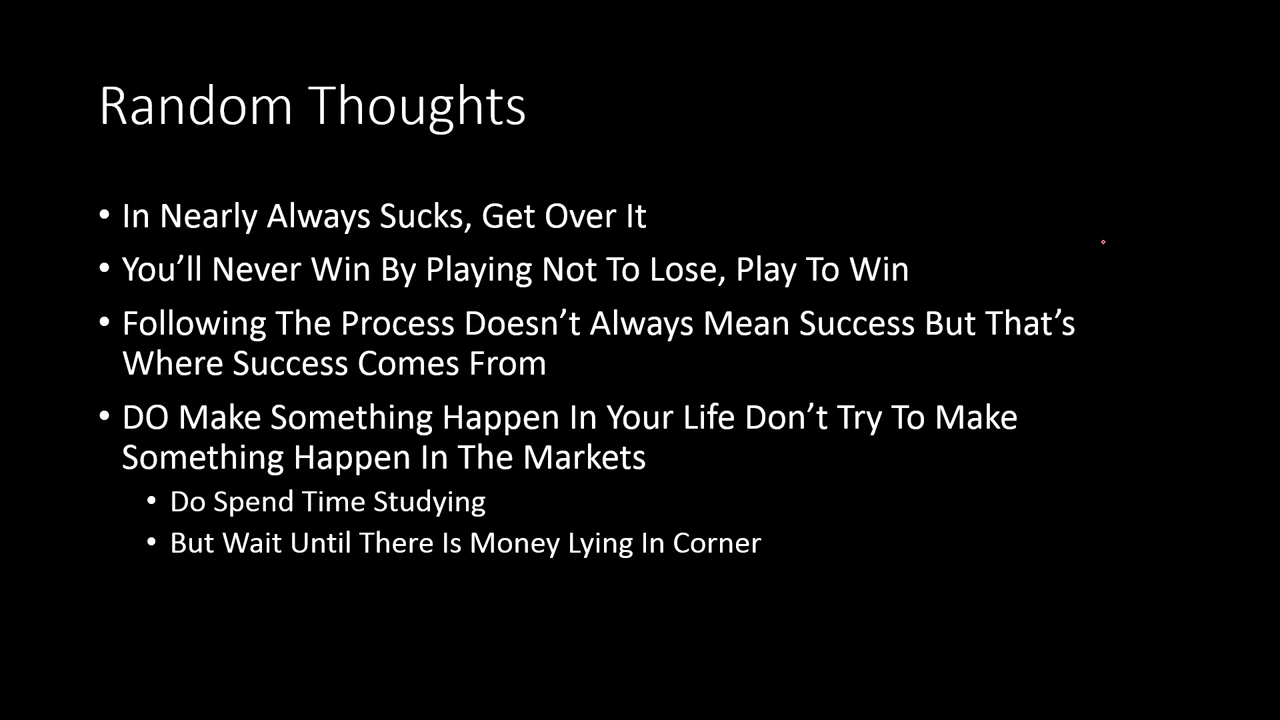 Random Thoughts
• In Nearly Always Sucks, Get Over It
• You’ll Never Win By Playing Not To Lose, Play To Win
• Following The Process Doesn’t Always Mean Success But That’s
Where Success Comes From
• DO Make Something Happen In Your Life Don’t Try To Make
Something Happen In The Markets
• Do Spend Time Studying
• But Wait Until There Is Money Lying In Corner